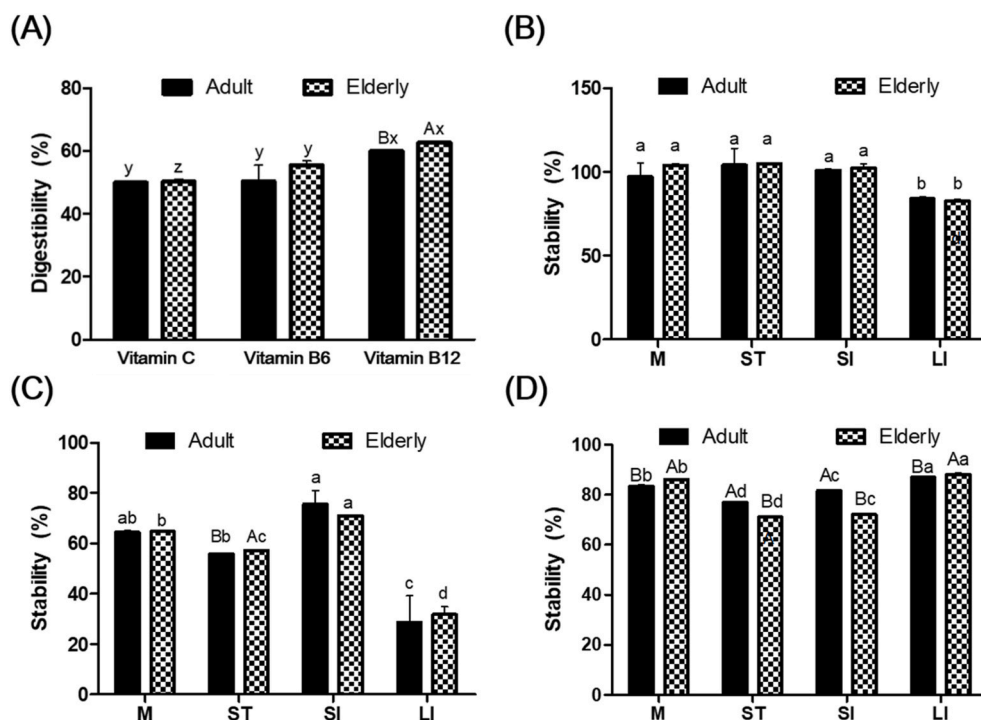 (A)
Adult Elderly
Digestibility (%)
80
60
40
20
0
y z y y Bx Ax
Vitamin C Vitamin B6 Vitamin B12
(B)
Adult Elderly
Stability (%)
150
100
50
0
a a a a a a b b
M ST SI LI
(C)
Adult Elderly
Stability (%)
100
80
60
40
20
0
ab b Bb Ac a a c d
M ST SI LI
(D)
Adult Elderly
Stability (%)
100
80
60
40
20
0
Bb Ab Ad Bd Ac Bc Ba Aa
M ST SI LI